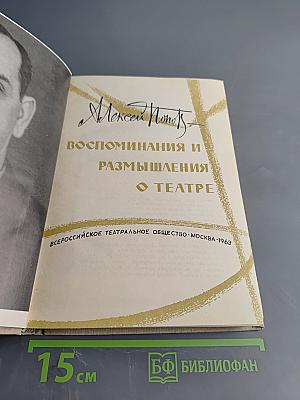 Алексей Попов
ВОСПОМИНАНИЯ И
РАЗМЫШЛЕНИЯ
О ТЕАТРЕ
ВСЕРОССИЙСКОЕ ТЕАТРАЛЬНОЕ ОБЩЕСТВО · МОСКВА · 1963
15 см
БФ БИБЛИОФАН